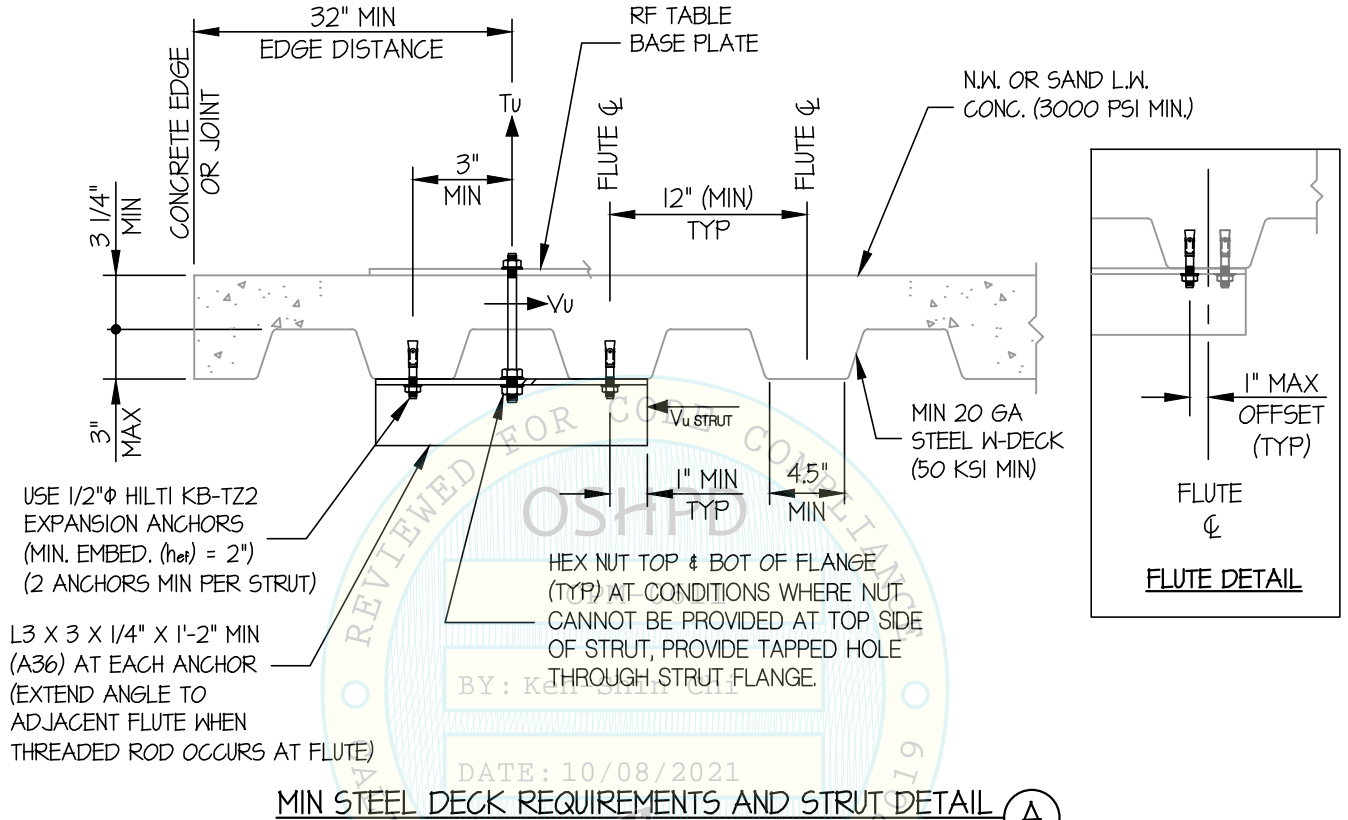 32" MIN
EDGE DISTANCE
RF TABLE
BASE PLATE
CONCRETE EDGE
OR JOINT
Tu
FLUTE ℄
FLUTE ℄
N.W. OR SAND L.W.
CONC. (3000 PSI MIN.)
3"
MIN
12" (MIN)
TYP
3 1/4"
MIN
Vu
3"
MAX
Vu STRUT
1" MIN
TYP
4.5"
MIN
MIN 20 GA
STEEL W-DECK
(50 KSI MIN)
1" MAX
OFFSET
(TYP)
FLUTE
℄
FLUTE DETAIL
USE 1/2"Φ HILTI KB-TZ2
EXPANSION ANCHORS
(MIN. EMBED. (hef) = 2")
(2 ANCHORS MIN PER STRUT)
HEX NUT TOP & BOT OF FLANGE
(TYP) AT CONDITIONS WHERE NUT
CANNOT BE PROVIDED AT TOP SIDE
OF STRUT, PROVIDE TAPPED HOLE
THROUGH STRUT FLANGE.
L3 X 3 X 1/4" X 1'-2" MIN
(A36) AT EACH ANCHOR
(EXTEND ANGLE TO
ADJACENT FLUTE WHEN
THREADED ROD OCCURS AT FLUTE)
REVIEWED FOR CODE COMPLIANCE
OSHPD
BY: Ken-Shin Chi
DATE: 10/08/2021
MIN STEEL DECK REQUIREMENTS AND STRUT DETAIL
A